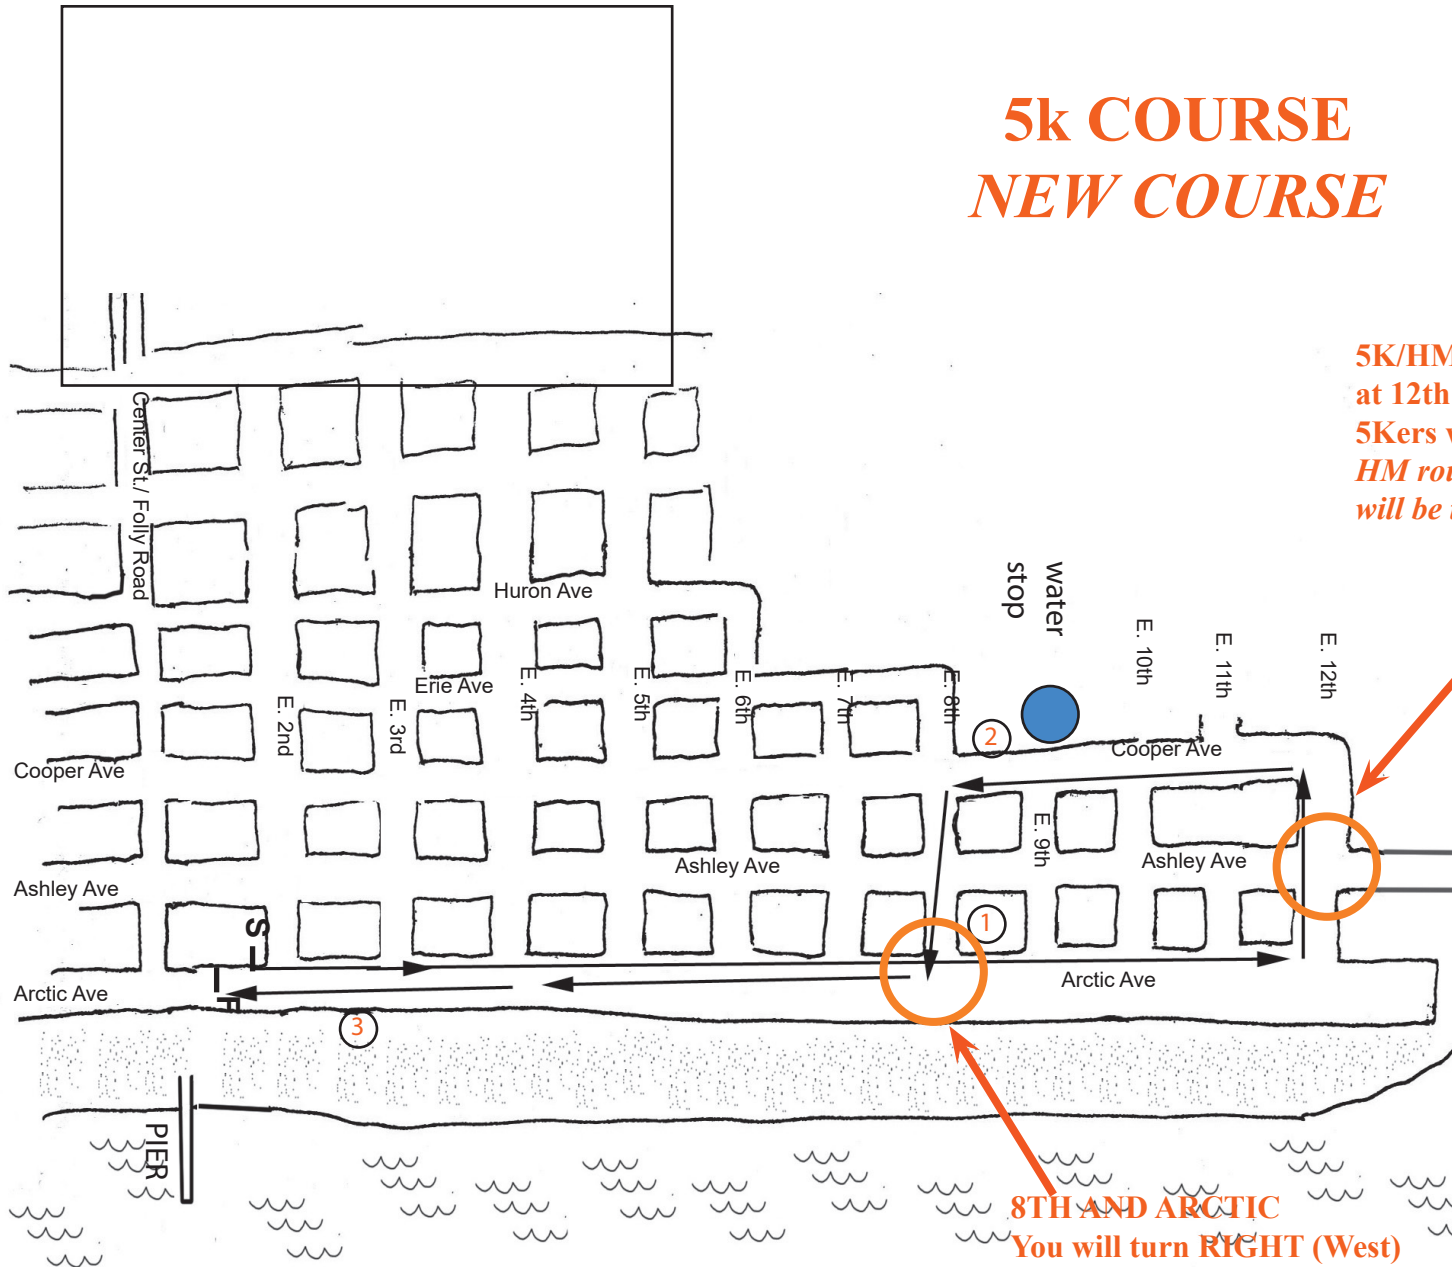 5k COURSE
NEW COURSE
5K/HM
at 12th
5Kers
HM
will be
Center St./ Folly Road
Huron Ave
water
stop
E. 10th
E. 11th
E. 12th
Erie Ave
E. 2nd
E. 3rd
E. 4th
E. 5th
E. 6th
E. 7th
E. 8th
2
Cooper Ave
Cooper Ave
E. 9th
Ashley Ave
Ashley Ave
Ashley Ave
1
S
F
Arctic Ave
Arctic Ave
3
PIER
8TH AND ARCTIC
You will turn RIGHT (West)